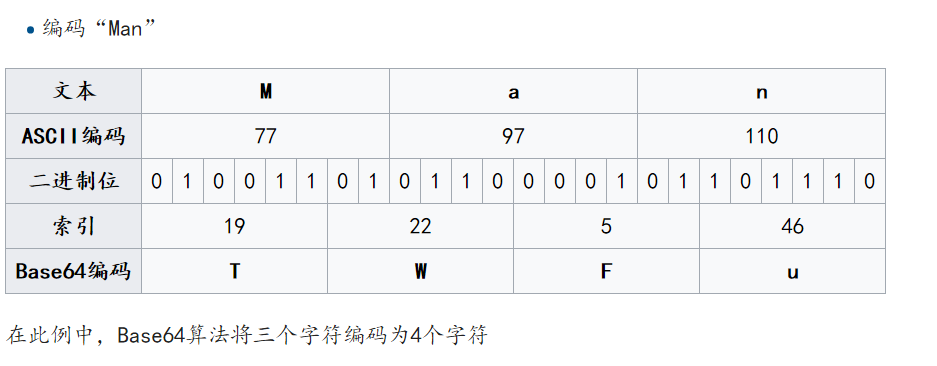 编码“Man”
文本 M a n
ASCII编码 77 97 110
二进制位 0 1 0 0 1 1 0 1 0 1 1 0 0 0 0 1 0 1 1 0 1 1 1 0
索引 19 22 5 46
Base64编码 T W F u
在此例中，Base64算法将三个字符编码为4个字符